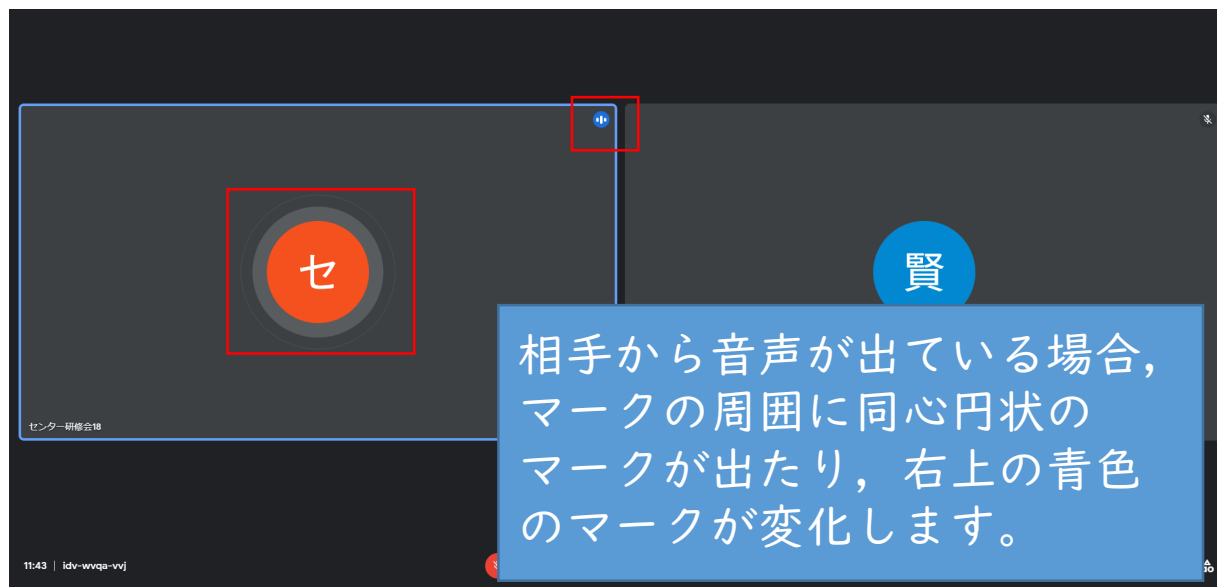 セ
賢
センター研修会18
相手から音声が出ている場合，
マークの周囲に同心円状の
マークが出たり，右上の青色
のマークが変化します。
11:43 | idv-wvqa-vvj